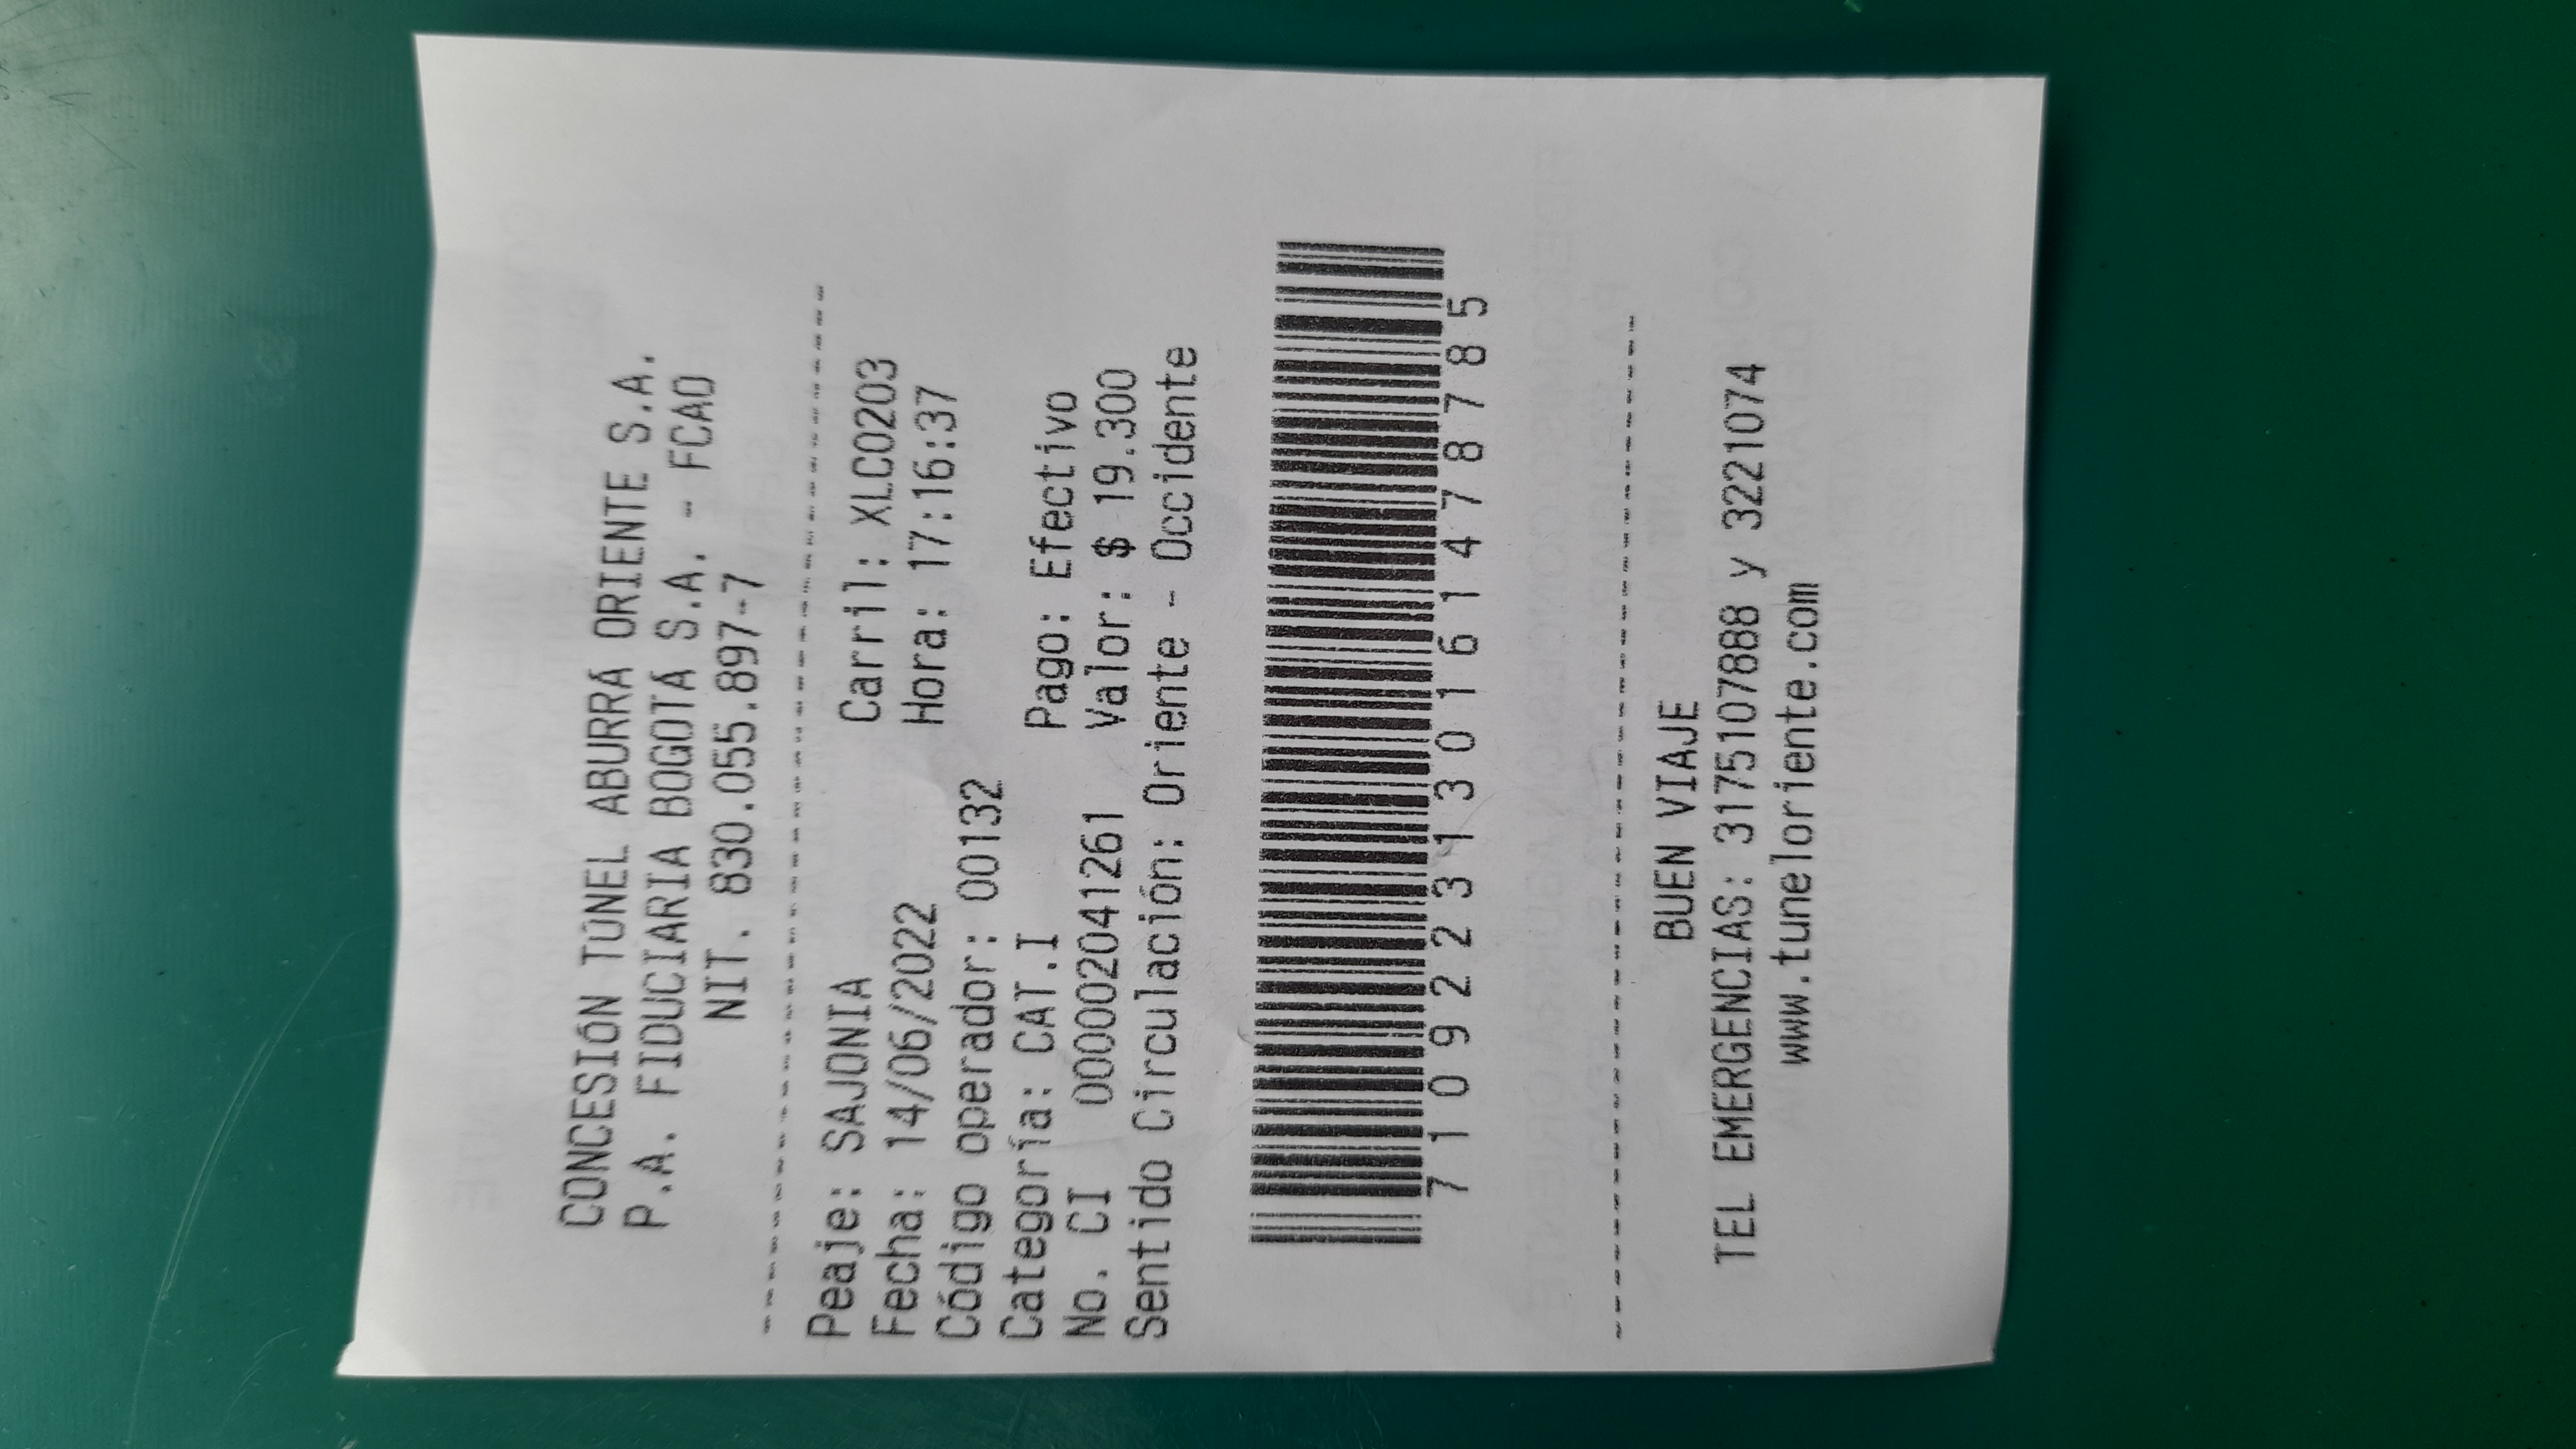 CONCESIÓN TÚNEL ABURRÁ ORIENTE S.A.
P.A. FIDUCIARIA BOGOTÁ S.A. - FCAO
NIT. 830.055.897-7
Peaje: SAJONIA Carril: XLC0203
Fecha: 14/06/2022 Hora: 17:16:37
Código operador: 00132
Categoría: CAT.I Pago: Efectivo
No. CI 000002041261 Valor: $ 19.300
Sentido Circulación: Oriente - Occidente
7109223130161478785
BUEN VIAJE
TEL EMERGENCIAS: 3175107888 y 3221074
www.tuneloriente.com